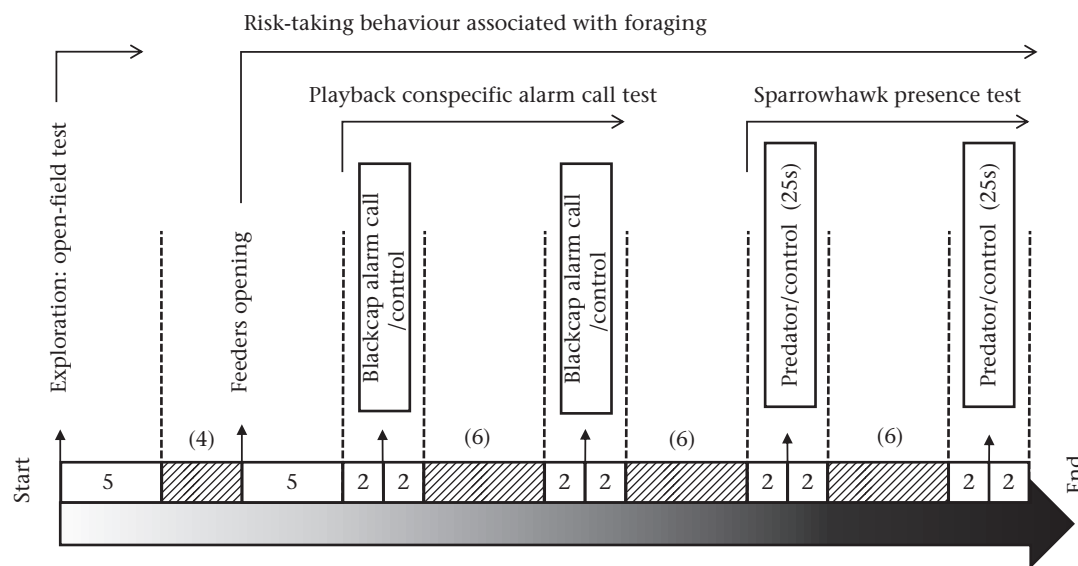 Risk-taking behaviour associated with foraging
Playback conspecific alarm call test
Sparrowhawk presence test
Exploration: open-field test
Feeders opening
Blackcap alarm call
/control
Blackcap alarm call
/control
Predator/control (25s)
Predator/control (25s)
(4)
(6)
(6)
(6)
Start
5
5
2
2
2
2
2
2
2
2
End